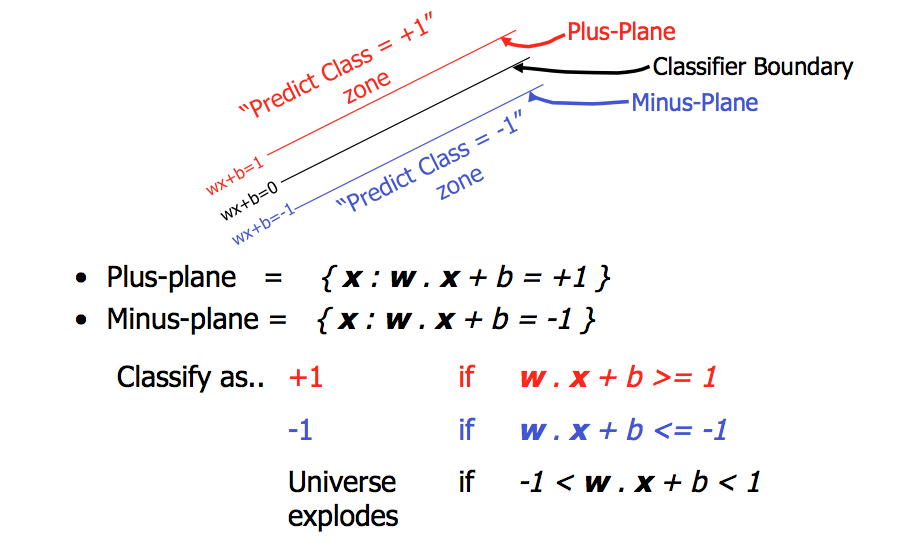 "Predict Class = +1"
zone
Plus-Plane
Classifier Boundary
Minus-Plane
wx+b=1
wx+b=0
wx+b=-1
"Predict Class = -1"
zone
• Plus-plane = { x : w . x + b = +1 }
• Minus-plane = { x : w . x + b = -1 }
Classify as.. +1 if w . x + b >= 1
-1 if w . x + b <= -1
Universe if -1 < w . x + b < 1
explodes